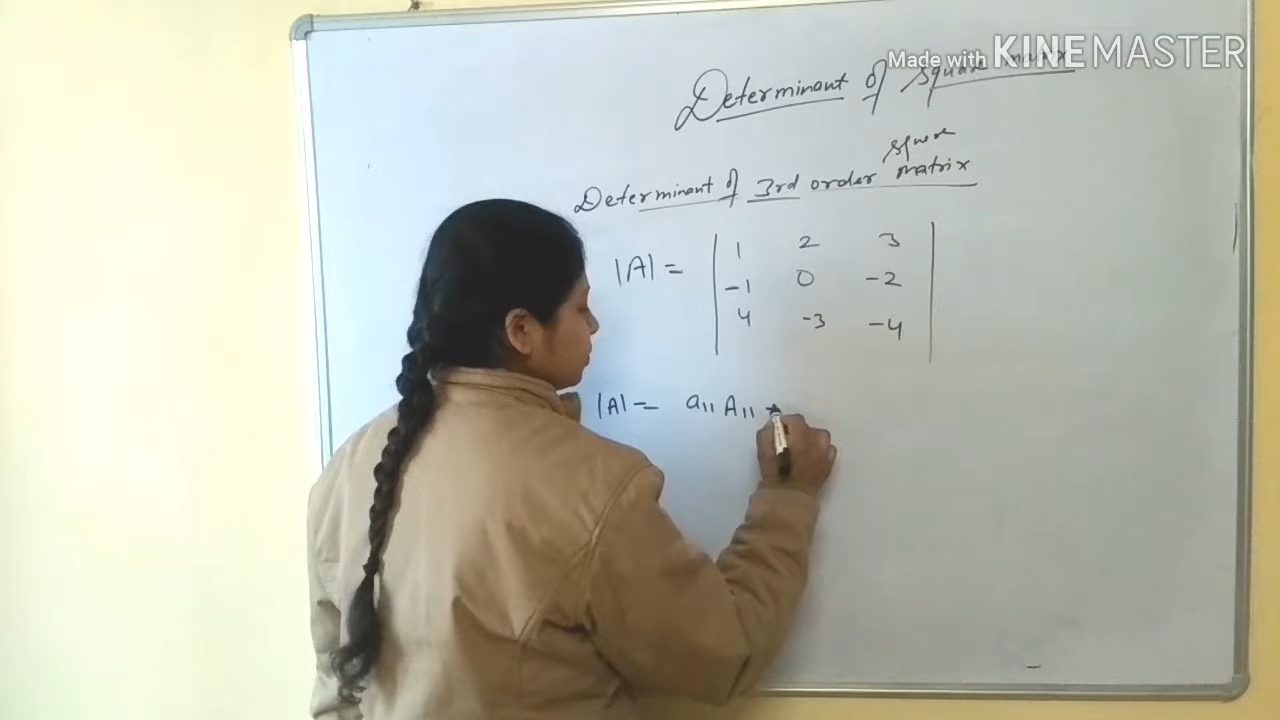 Made with KINEMASTER
Determinant of square matrix
square
Determinant of 3rd order matrix
|A| = | 1 2 3 |
| -1 0 -2 |
| 4 -3 -4 |
|A| = a₁₁ A₁₁ +